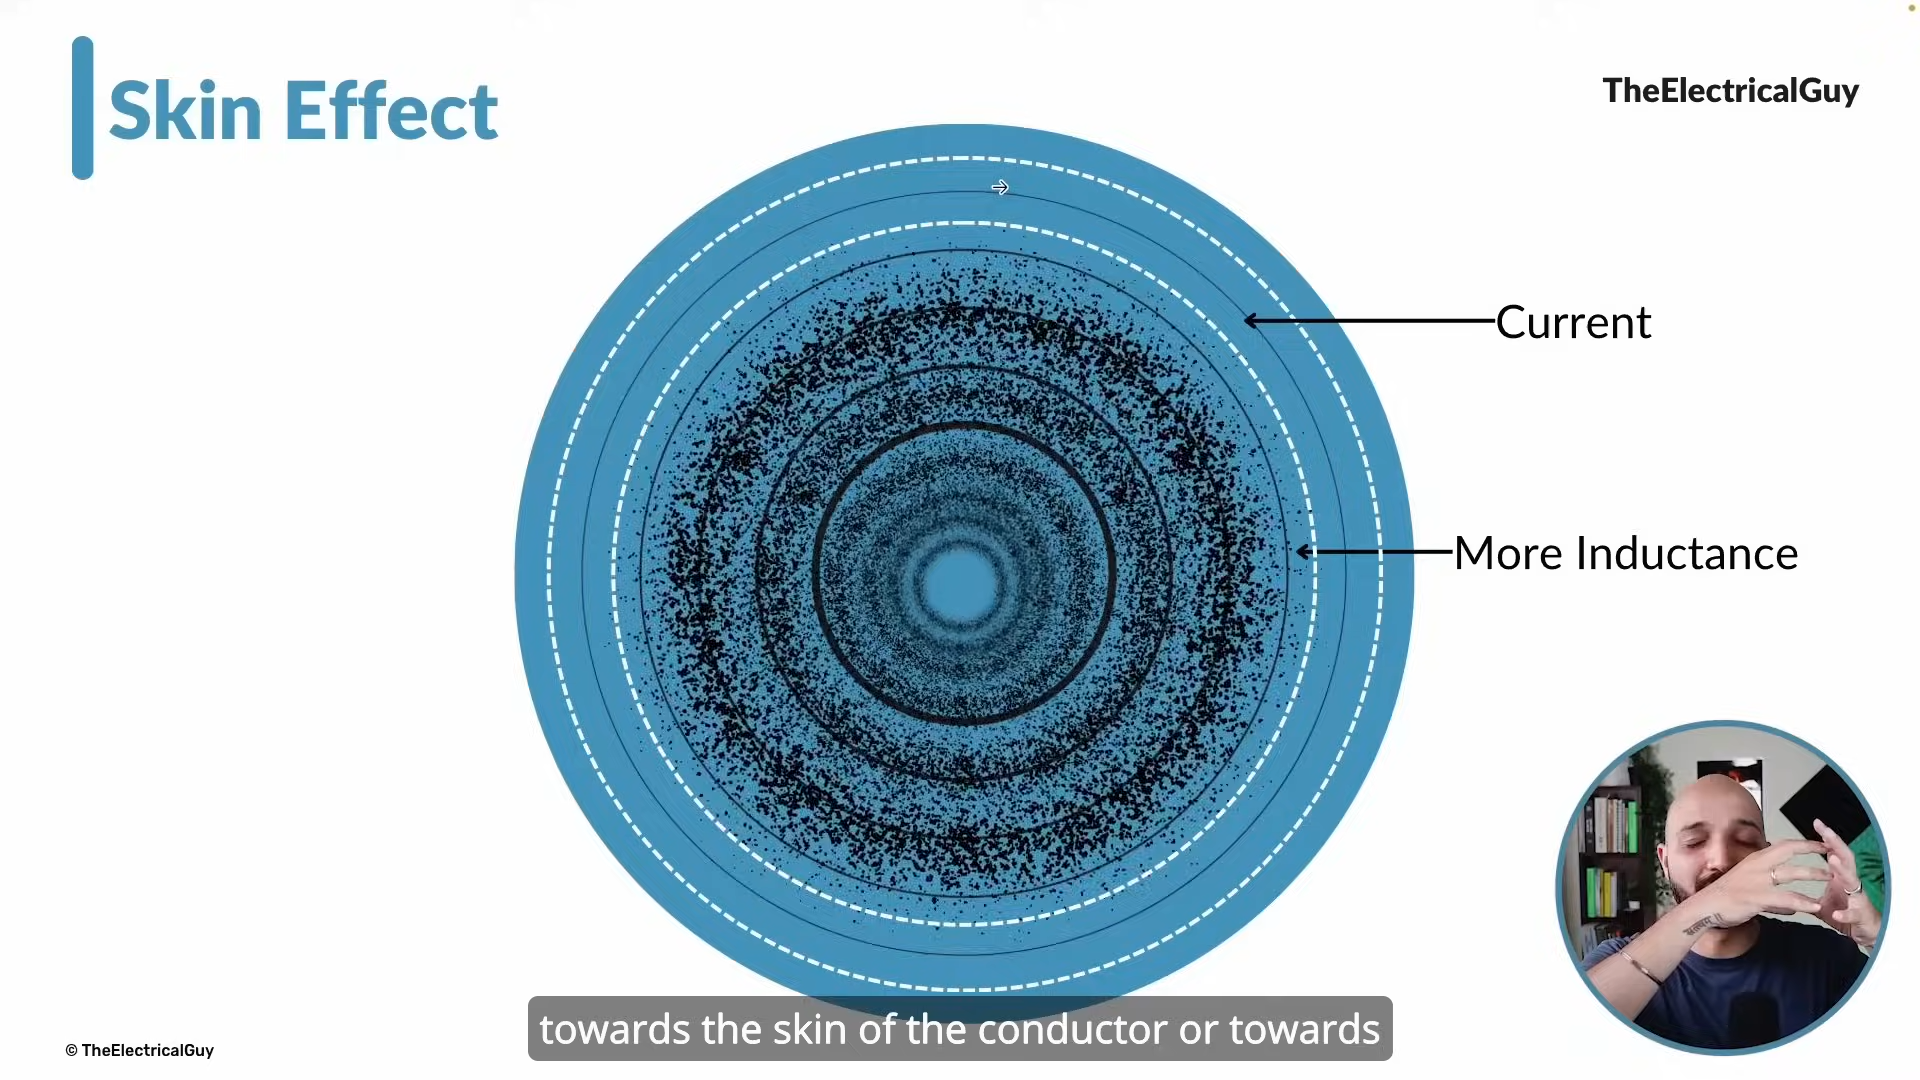 Skin Effect
TheElectricalGuy
Current
More Inductance
towards the skin of the conductor or towards
© TheElectricalGuy